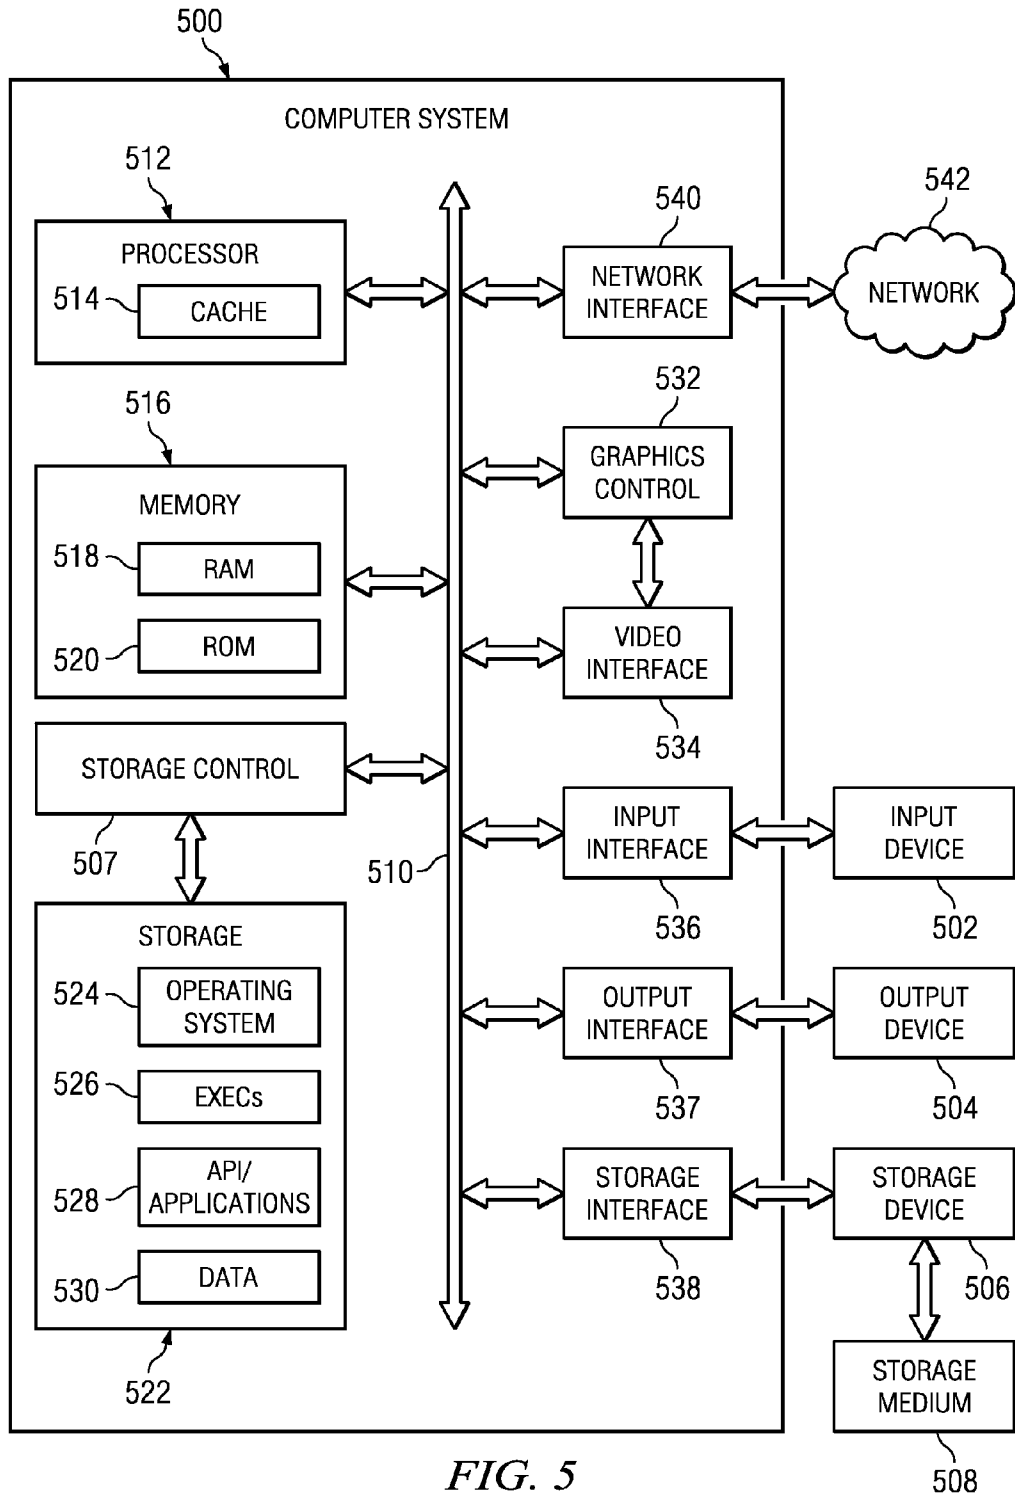 500
COMPUTER SYSTEM
512
PROCESSOR
514
CACHE
516
MEMORY
518
RAM
520
ROM
STORAGE CONTROL
507
STORAGE
524
OPERATING
SYSTEM
526
EXECs
528
API/
APPLICATIONS
530
DATA
522
510
540
NETWORK
INTERFACE
542
NETWORK
532
GRAPHICS
CONTROL
VIDEO
INTERFACE
534
INPUT
INTERFACE
536
INPUT
DEVICE
502
OUTPUT
INTERFACE
537
OUTPUT
DEVICE
504
STORAGE
INTERFACE
538
STORAGE
DEVICE
506
STORAGE
MEDIUM
508
FIG. 5